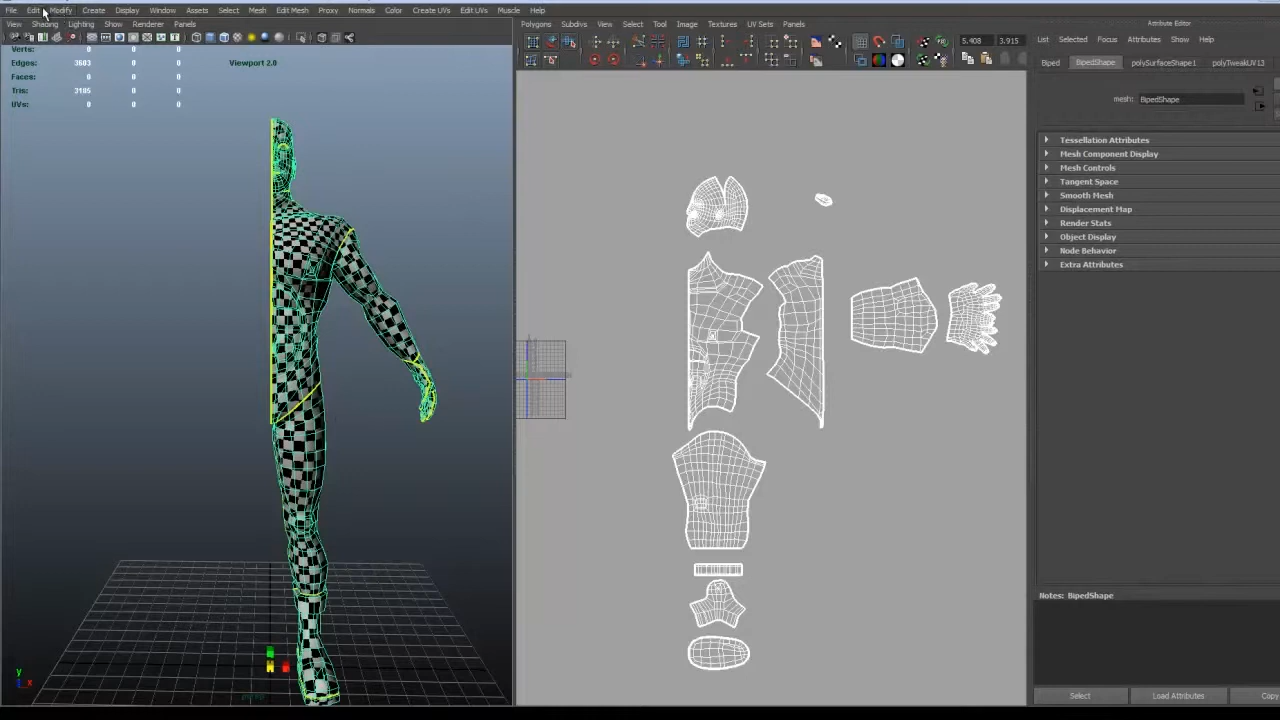 File Edit Modify Create Display Window Assets Select Mesh Edit Mesh Proxy Normals Color Create UVs Edit UVs Muscle Help
View Shading Lighting Show Renderer Panels
Polygons Subdivs View Select Tool Image Textures UV Sets Panels
Attribute Editor
List Selected Focus Attributes Show Help
5.408 3.915
Verts: 0 0 0
Edges: 3603 0 0
Faces: 0 0 0
Tris: 3105 0 0
UVs: 0 0 0
Viewport 2.0
Biped BipedShape polySurfaceShape1 polyTweakUV13
mesh: BipedShape
Tessellation Attributes
Mesh Component Display
Mesh Controls
Tangent Space
Smooth Mesh
Displacement Map
Render Stats
Object Display
Node Behavior
Extra Attributes
Notes: BipedShape
y
x
Select Load Attributes Copy